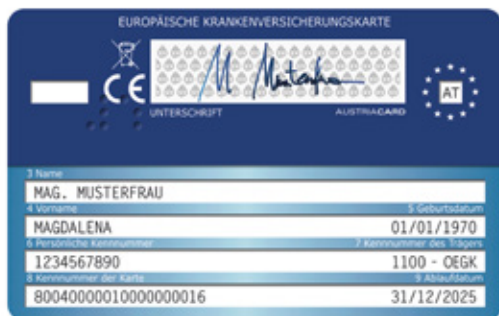 EUROPÄISCHE KRANKENVERSICHERUNGSKARTE
CE
M Musterfrau
AT
UNTERSCHRIFT AUSTRIACARD
3 Name
MAG. MUSTERFRAU
4 Vorname 5 Geburtsdatum
MAGDALENA 01/01/1970
6 Persönliche Kennnummer 7 Kennnummer des Trägers
1234567890 1100 - OEGK
8 Kennnummer der Karte 9 Ablaufdatum
80040000010000000016 31/12/2025